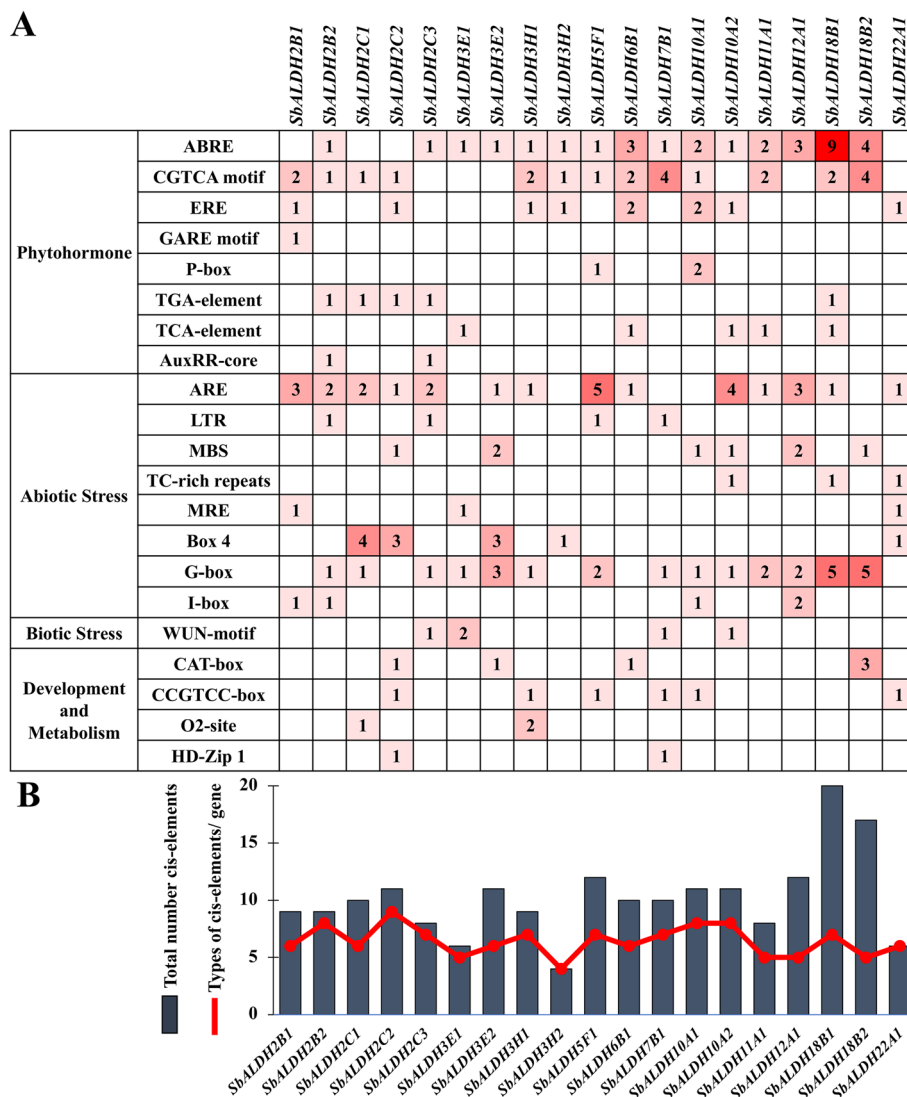 A
SbALDH2B1
SbALDH2B2
SbALDH2C1
SbALDH2C2
SbALDH2C3
SbALDH3E1
SbALDH3E2
SbALDH3H1
SbALDH3H2
SbALDH5F1
SbALDH6B1
SbALDH7B1
SbALDH10A1
SbALDH10A2
SbALDH11A1
SbALDH12A1
SbALDH18B1
SbALDH18B2
SbALDH22A1
Phytohormone
ABRE 1 1 1 1 1 1 1 3 1 2 1 2 3 9 4
CGTCA motif 2 1 1 1 2 1 1 2 4 1 2 2 4
ERE 1 1 1 1 2 2 1 1
GARE motif 1
P-box 1 2
TGA-element 1 1 1 1 1
TCA-element 1 1 1 1 1
AuxRR-core 1 1
Abiotic Stress
ARE 3 2 2 1 2 1 1 5 1 4 1 3 1 1
LTR 1 1 1 1
MBS 1 2 1 1 2 1
TC-rich repeats 1 1 1
MRE 1 1 1
Box 4 4 3 3 1 1
G-box 1 1 1 1 3 1 2 1 1 1 2 2 5 5
I-box 1 1 1 2
Biotic Stress
WUN-motif 1 2 1 1
Development
and
Metabolism
CAT-box 1 1 1 3
CCGTCC-box 1 1 1 1 1 1
O2-site 1 2
HD-Zip 1 1 1
B
Total number cis-elements
Types of cis-elements/ gene
20
15
10
5
0
SbALDH2B1
SbALDH2B2
SbALDH2C1
SbALDH2C2
SbALDH2C3
SbALDH3E1
SbALDH3E2
SbALDH3H1
SbALDH3H2
SbALDH5F1
SbALDH6B1
SbALDH7B1
SbALDH10A1
SbALDH10A2
SbALDH11A1
SbALDH12A1
SbALDH18B1
SbALDH18B2
SbALDH22A1